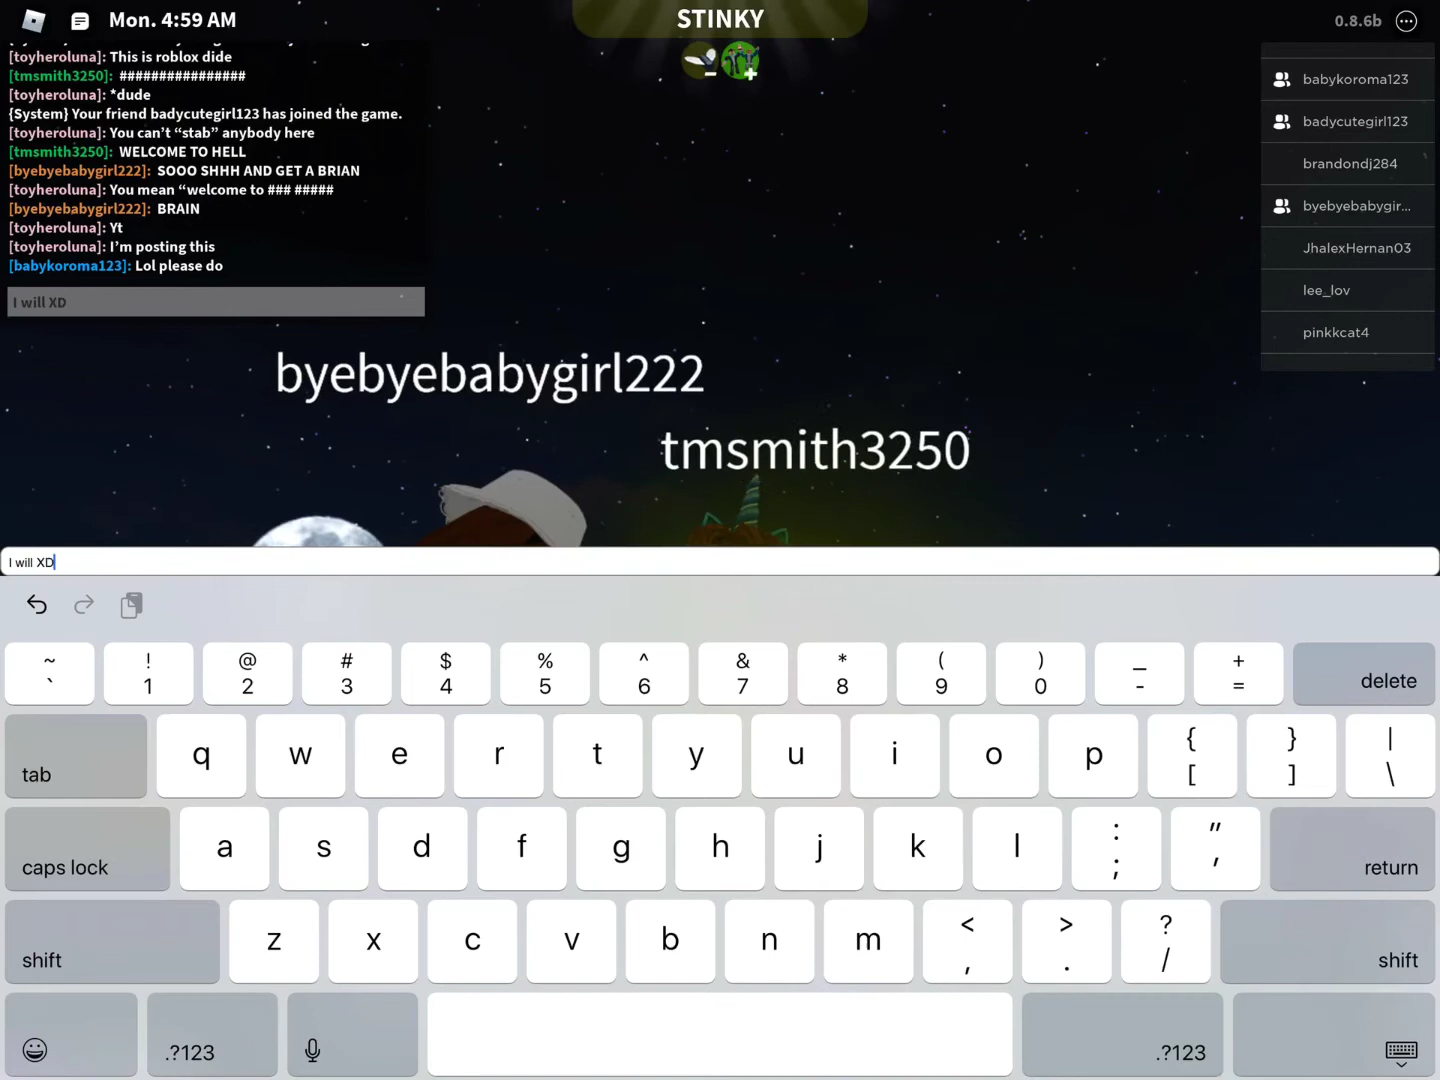 Mon. 4:59 AM
STINKY
0.8.6b
[toyheroluna]: This is roblox dide
[tmsmith3250]: ###############
[toyheroluna]: *dude
{System} Your friend badycutegirl123 has joined the game.
[toyheroluna]: You can’t “stab” anybody here
[tmsmith3250]: WELCOME TO HELL
[byebyebabygirl222]: SOOO SHHH AND GET A BRIAN
[toyheroluna]: You mean “welcome to ### #####
[byebyebabygirl222]: BRAIN
[toyheroluna]: Yt
[toyheroluna]: I’m posting this
[babykoroma123]: Lol please do
I will XD
babykoroma123
badycutegirl123
brandondj284
byebyebabygir...
JhalexHernan03
lee_lov
pinkkcat4
byebyebabygirl222
tmsmith3250
I will XD
~ ! @ # $ % ^ & * ( ) _ +
` 1 2 3 4 5 6 7 8 9 0 - = delete
tab q w e r t y u i o p { [ } ] | \
caps lock a s d f g h j k l : ; " ' return
shift z x c v b n m < , > . ? / shift
.?123 .?123